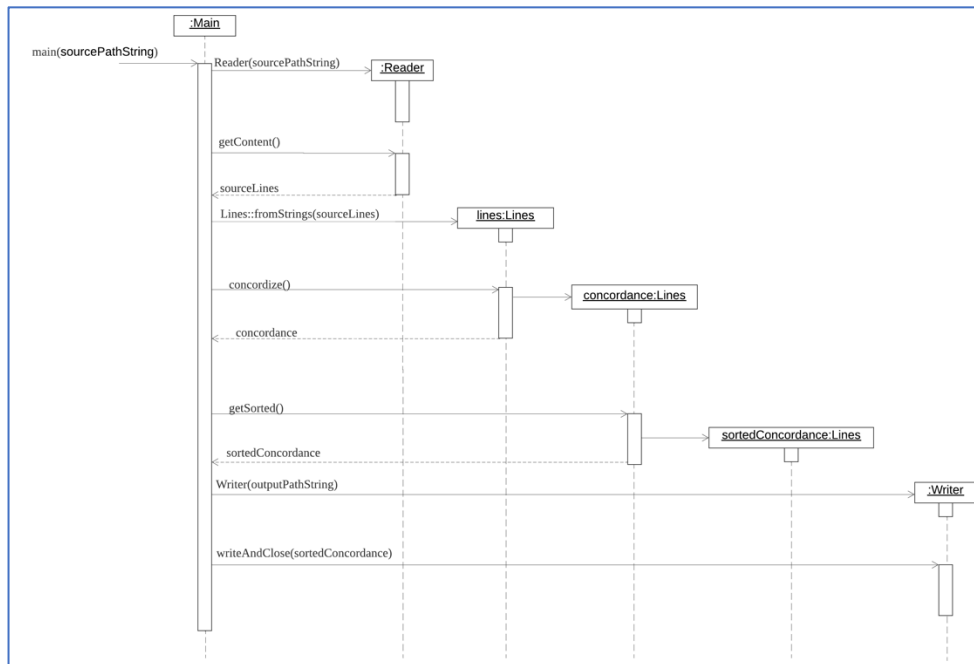 :Main
main(sourcePathString)
Reader(sourcePathString)
:Reader
getContent()
sourceLines
Lines::fromStrings(sourceLines)
lines:Lines
concordize()
concordance:Lines
concordance
getSorted()
sortedConcordance:Lines
sortedConcordance
Writer(outputPathString)
:Writer
writeAndClose(sortedConcordance)